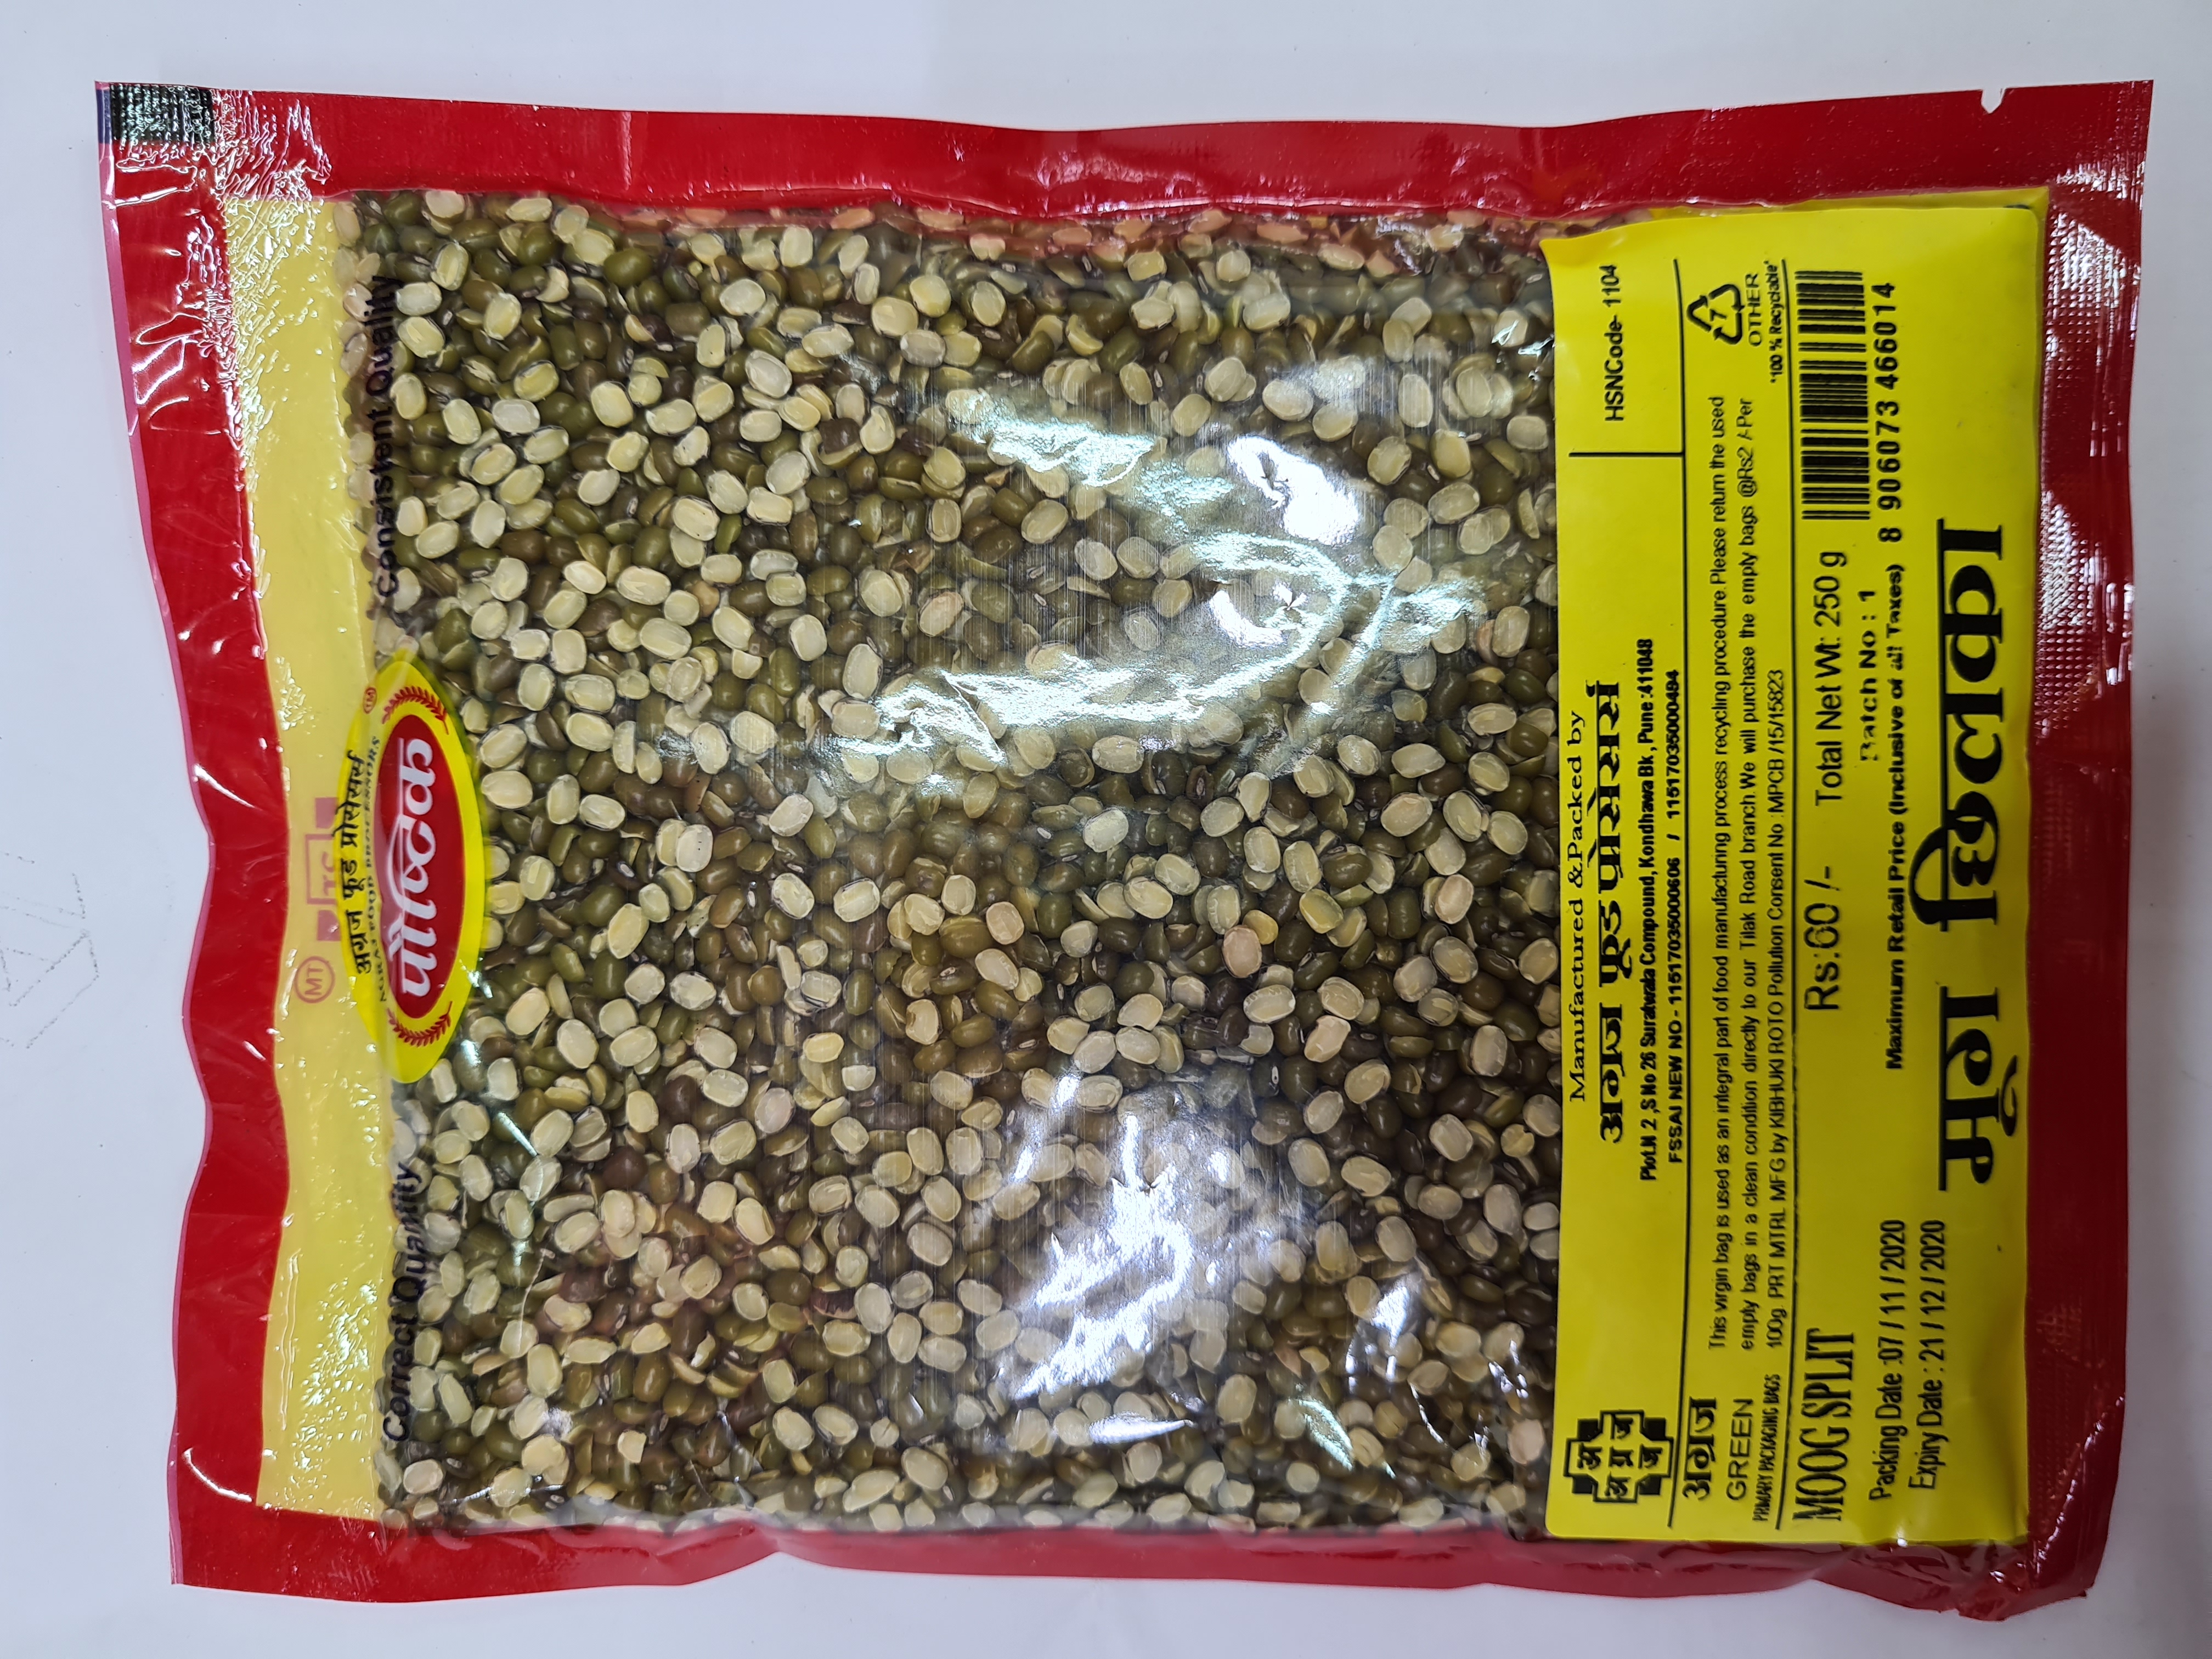 MT
TS
अग्रज फूड प्रोसेसर्स
AGRAJ FOOD PROCESSORS
TM
Correct Quantity
पौष्टिक
Consistent Quality
Manufactured &Packed by
अग्रज फूड प्रोसेसर्स
Plot.N 2 ,S No 26 Suratwala Compound, Kondhawa Bk , Pune :411048
FSSAI NEW NO - 11517035000606 / 11517035000494
HSNCode- 1104
अ
अ ग्र ज
ज
अग्रज
GREEN
PRIMARY PACKAGING BAGS
This virgin bag is used as an integral part of food manufacturing process recycling procedure.Please return the used
empty bags in a clean condition directly to our Tilak Road branch.We will purchase the empty bags @Rs2 /-Per
100g. PRT MTRL MFG by KIBHUKI ROTO Pollution Consent No :MPCB /15/15823
7
OTHER
"100 % Recyclable"
MOOG SPLIT
Rs:60 /-
Total Net Wt: 250 g
Batch No : 1
Maximum Retail Price (Inclusive of all Taxes)
8 906073 466014
Packing Date :07 / 11 / 2020
Expiry Date : 21 / 12 / 2020
मूग छिलका